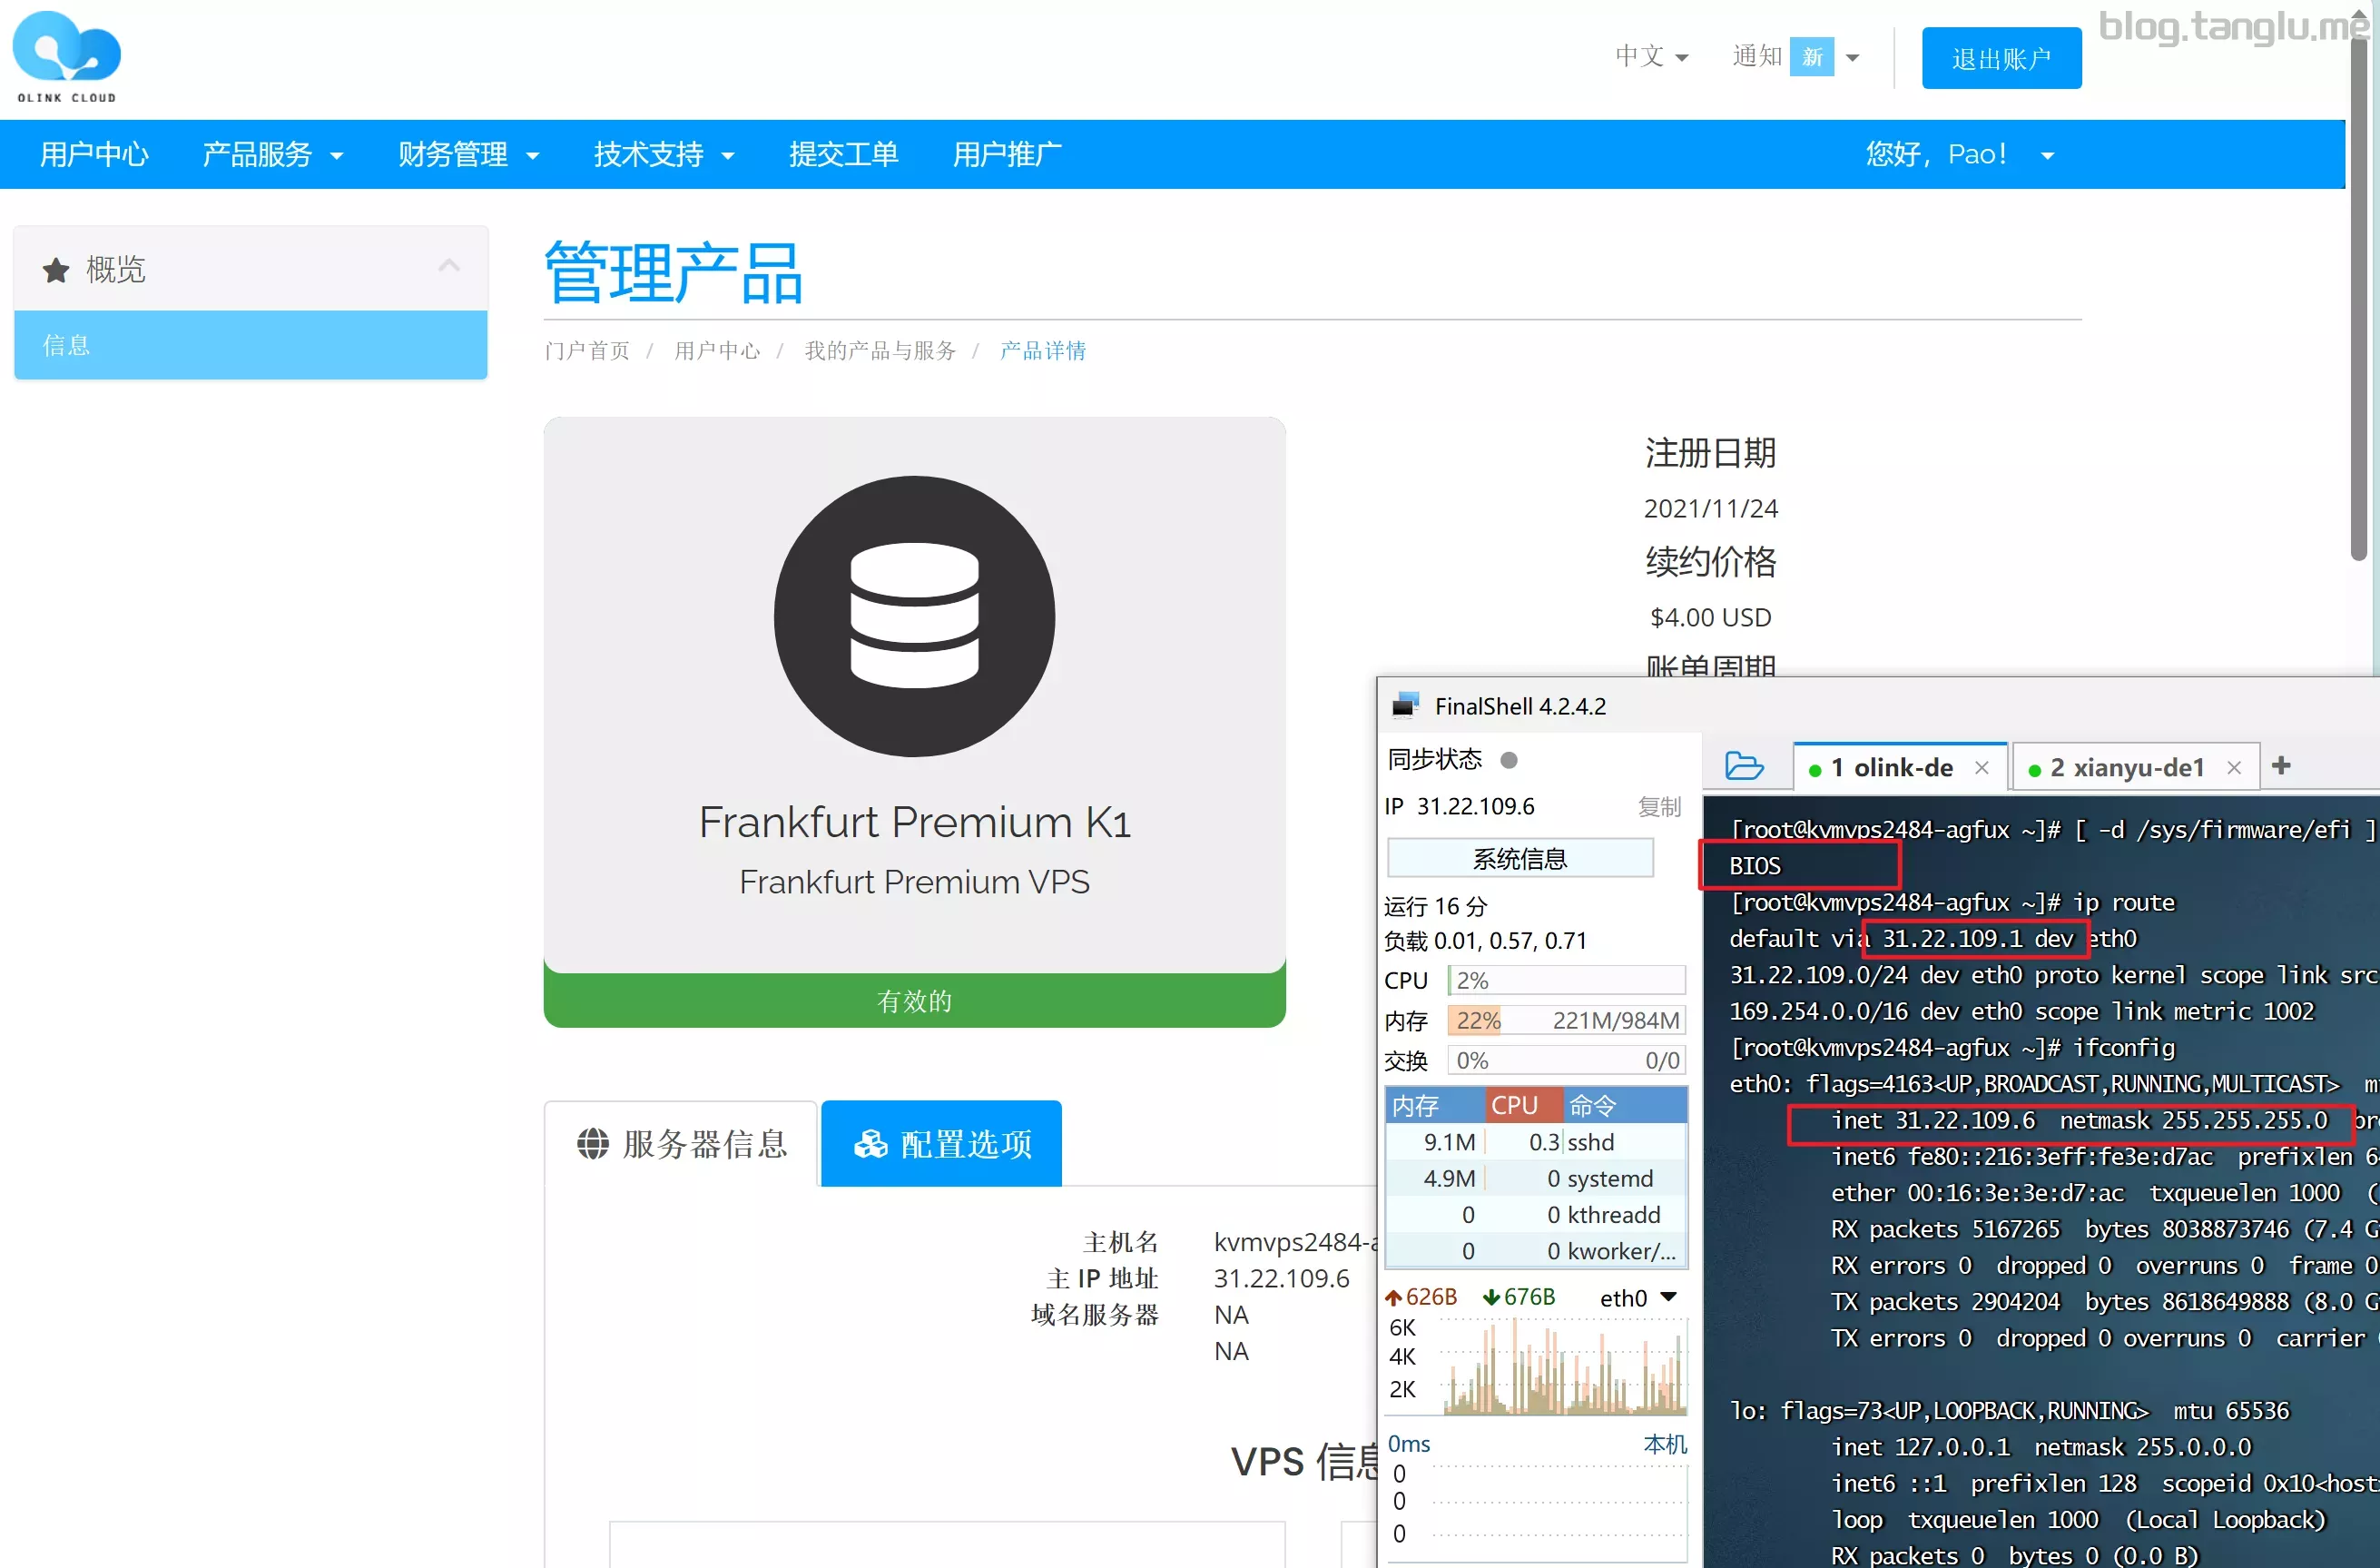 OLINK CLOUD
中文
通知 新
退出账户
blog.tanglu.me
用户中心 产品服务 财务管理 技术支持 提交工单 用户推广 您好, Pao!
概览
信息
管理产品
门户首页 / 用户中心 / 我的产品与服务 / 产品详情
Frankfurt Premium K1
Frankfurt Premium VPS
有效的
注册日期
2021/11/24
续约价格
$4.00 USD
账单周期
服务器信息 配置选项
主机名 kvmvps2484-a
主 IP 地址 31.22.109.6
域名服务器 NA
NA
VPS 信息
FinalShell 4.2.4.2
同步状态
IP 31.22.109.6 复制
系统信息
运行 16 分
负载 0.01, 0.57, 0.71
CPU 2%
内存 22% 221M/984M
交换 0% 0/0
内存 CPU 命令
9.1M 0.3 sshd
4.9M 0 systemd
0 0 kthreadd
0 0 kworker/...
626B 676B eth0
6K
4K
2K
0ms 本机
0
0
0
1 olink-de × 2 xianyu-de1 × +
[root@kvmvps2484-agfux ~]# [ -d /sys/firmware/efi ]
BIOS
[root@kvmvps2484-agfux ~]# ip route
default via 31.22.109.1 dev eth0
31.22.109.0/24 dev eth0 proto kernel scope link src
169.254.0.0/16 dev eth0 scope link metric 1002
[root@kvmvps2484-agfux ~]# ifconfig
eth0: flags=4163<UP,BROADCAST,RUNNING,MULTICAST>
inet 31.22.109.6 netmask 255.255.255.0
inet6 fe80::216:3eff:fe3e:d7ac prefixlen 6
ether 00:16:3e:3e:d7:ac txqueuelen 1000 (
RX packets 5167265 bytes 8038873746 (7.4 G
RX errors 0 dropped 0 overruns 0 frame 0
TX packets 2904204 bytes 8618649888 (8.0 G
TX errors 0 dropped 0 overruns 0 carrier
lo: flags=73<UP,LOOPBACK,RUNNING> mtu 65536
inet 127.0.0.1 netmask 255.0.0.0
inet6 ::1 prefixlen 128 scopeid 0x10<host
loop txqueuelen 1000 (Local Loopback)
RX packets 0 bytes 0 (0.0 B)